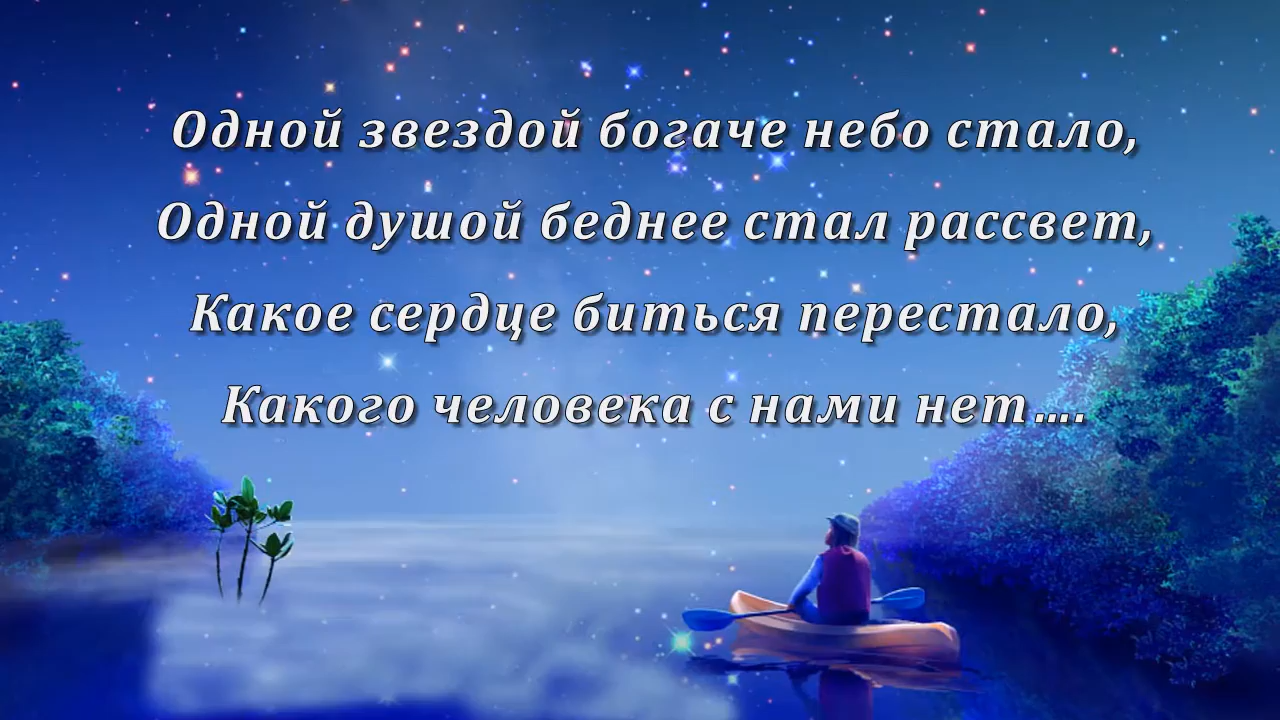 Одной звездой богаче небо стало,
Одной душой беднее стал рассвет,
Какое сердце биться перестало,
Какого человека с нами нет….